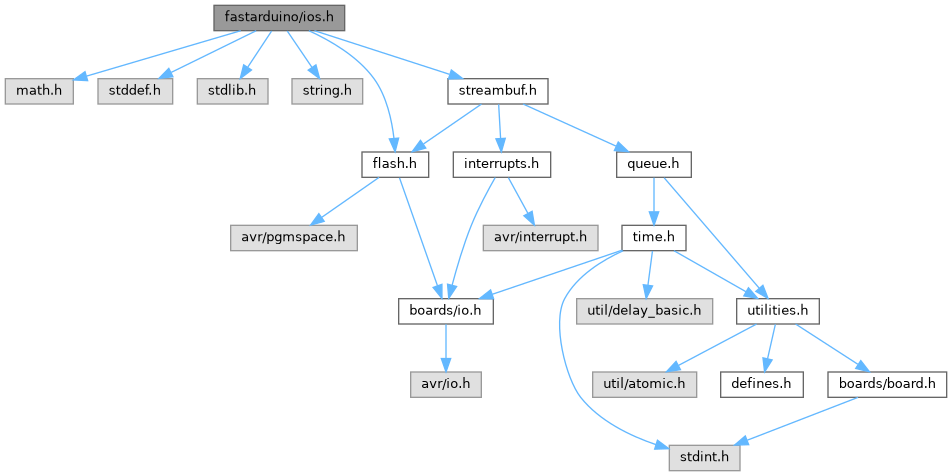 fastarduino/ios.h
math.h
stddef.h
stdlib.h
string.h
streambuf.h
flash.h
interrupts.h
queue.h
avr/pgmspace.h
avr/interrupt.h
time.h
boards/io.h
util/delay_basic.h
utilities.h
avr/io.h
util/atomic.h
defines.h
boards/board.h
stdint.h